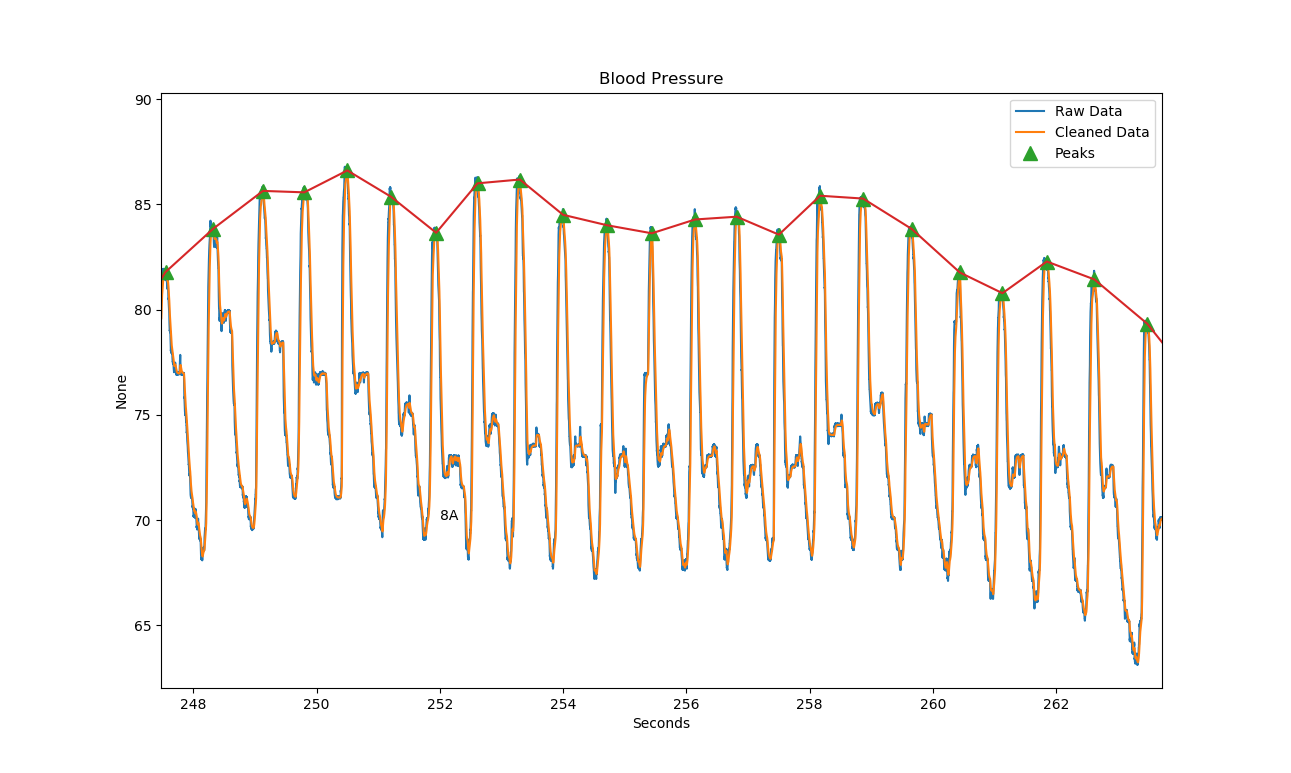 Blood Pressure
90
85
80
75
70
65
None
Raw Data
Cleaned Data
Peaks
8A
248 250 252 254 256 258 260 262
Seconds